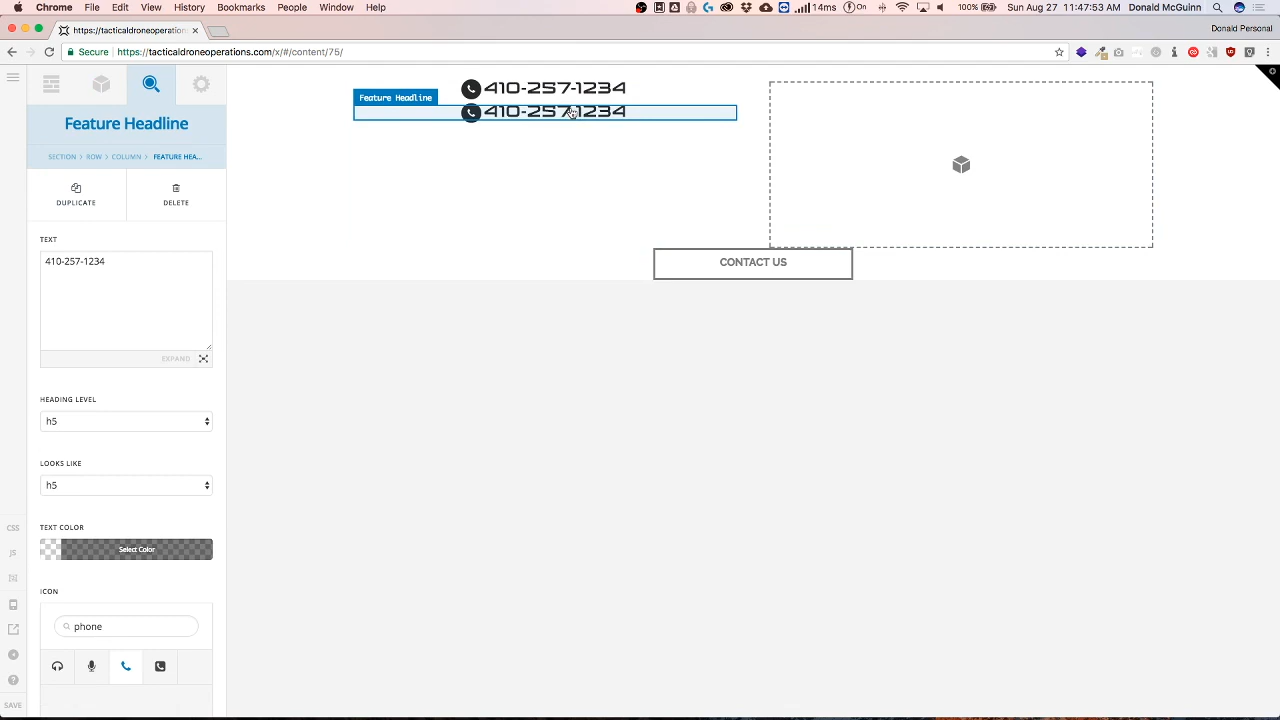 Chrome File Edit View History Bookmarks People Window Help 14ms On 100% Sun Aug 27 11:47:53 Donald McGuinn
tacticaldroneoperations.com Donald Personal
Secure https://tacticaldroneoperations.com/x/#/content/75/
Feature Headline
SECTION ROW COLUMN FEATURE HEA...
DUPLICATE DELETE
TEXT
410-257-1234
EXPAND
HEADING LEVEL
h5
LOOKS LIKE
h5
TEXT COLOR
Select Color
ICON
phone
CSS
JS
SAVE
410-257-1234
Feature Headline
410-257-1234
CONTACT US